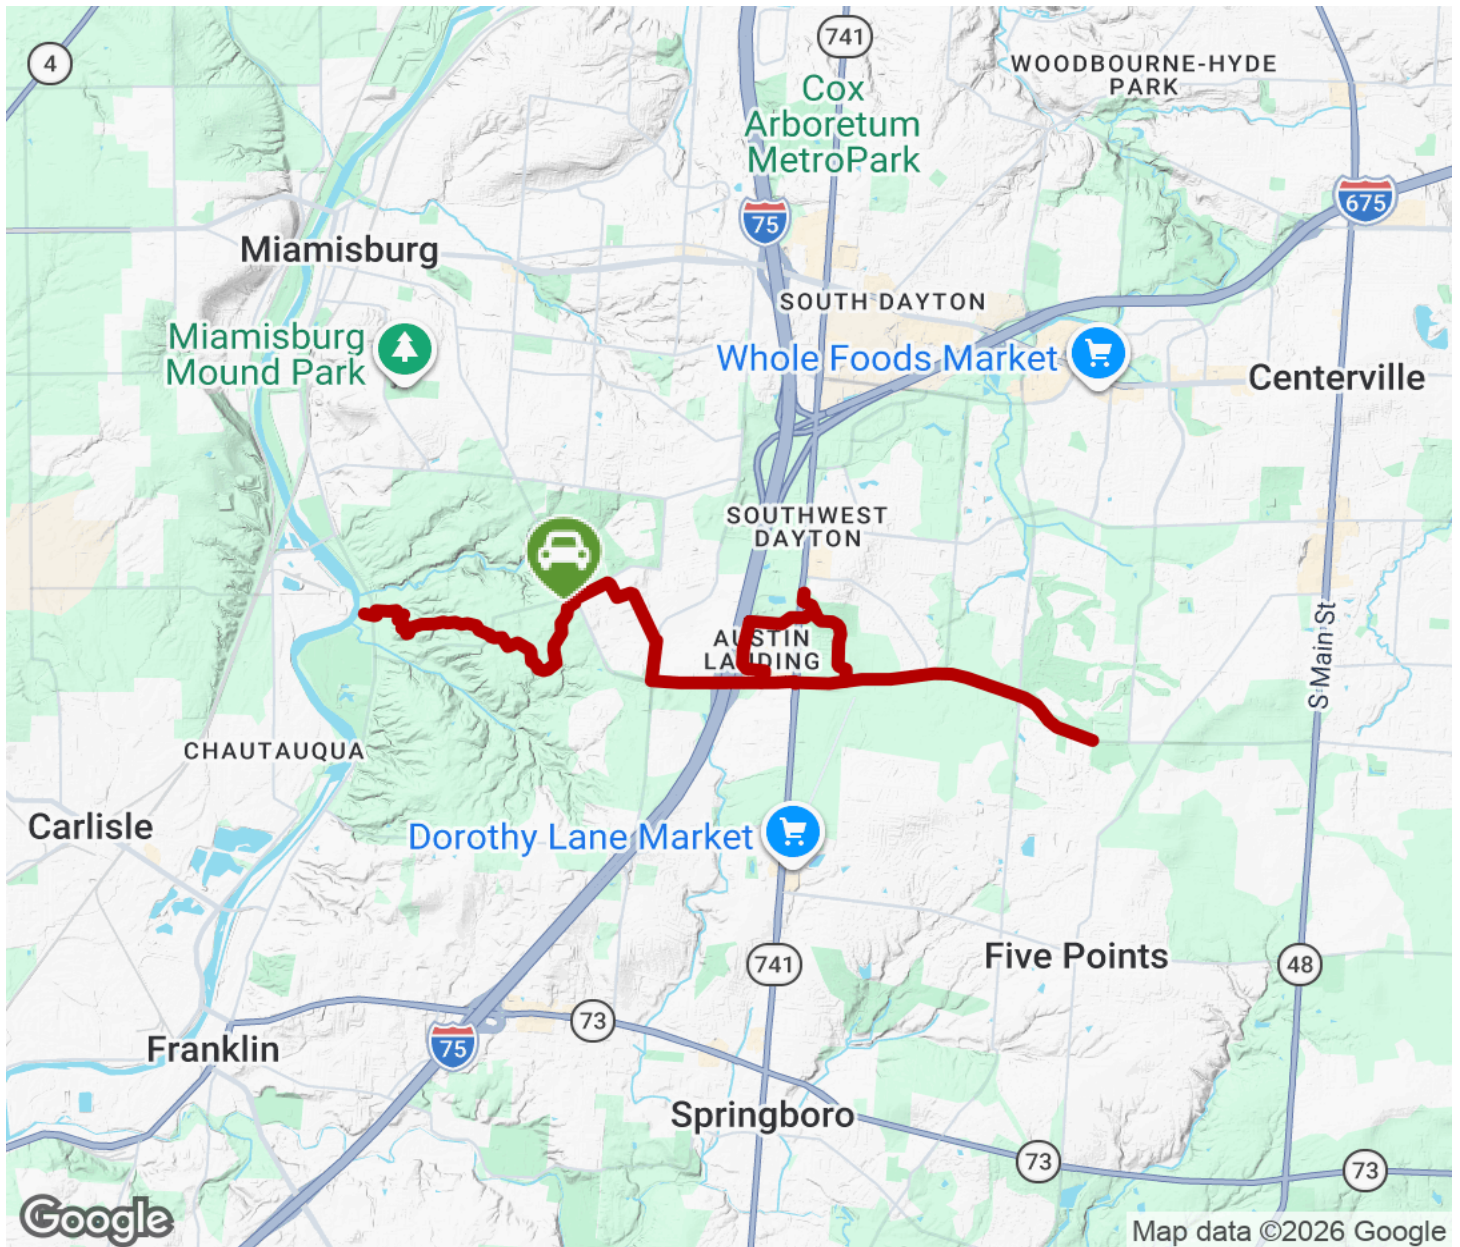 4
741
WOODBOURNE-HYDE
PARK
Cox
Arboretum
MetroPark
75
675
Miamisburg
SOUTH DAYTON
Miamisburg
Mound Park
Whole Foods Market
Centerville
SOUTHWEST
DAYTON
AUSTIN
LANDING
S Main St
CHAUTAUQUA
Carlisle
Dorothy Lane Market
Five Points
741
48
73
Franklin
75
Springboro
73
73
Google
Map data ©2026 Google